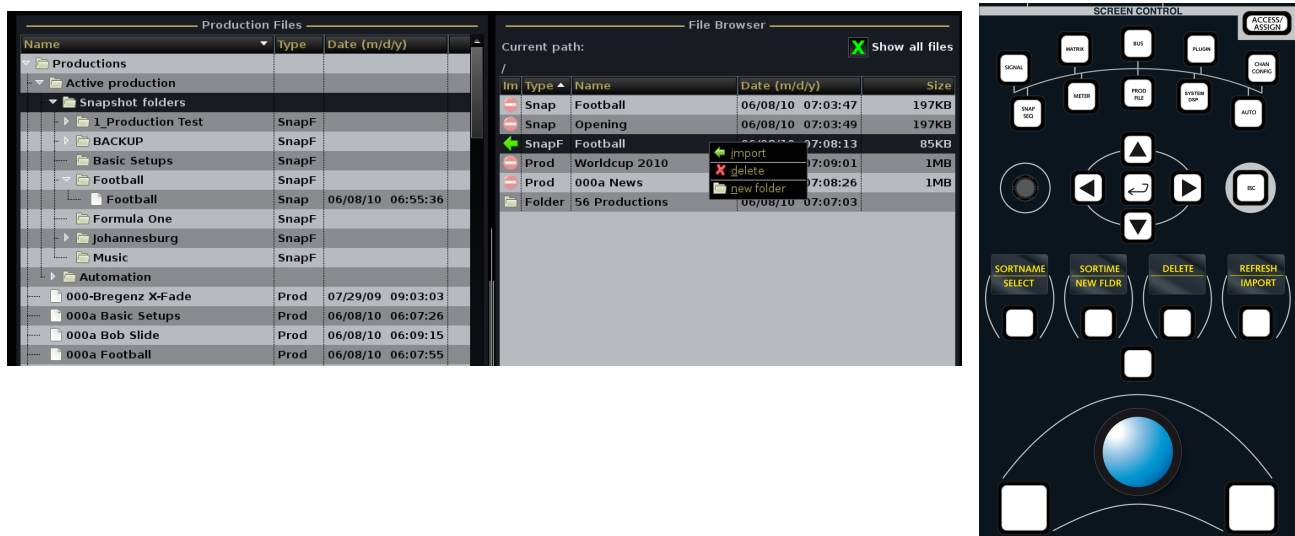 Production Files
Name Type Date (m/d/y)
Productions
Active production
Snapshot folders
1_Production Test SnapF
BACKUP SnapF
Basic Setups SnapF
Football SnapF
Football Snap 06/08/10 06:55:36
Formula One SnapF
Johannesburg SnapF
Music SnapF
Automation
000-Bregenz X-Fade Prod 07/29/09 09:03:03
000a Basic Setups Prod 06/08/10 06:07:26
000a Bob Slide Prod 06/08/10 06:09:15
000a Football Prod 06/08/10 06:07:55
File Browser
Current path: X Show all files
/
Im Type Name Date (m/d/y) Size
Snap Football 06/08/10 07:03:47 197KB
Snap Opening 06/08/10 07:03:49 197KB
SnapF Football 07:08:13 85KB
Prod Worldcup 2010 07:09:01 1MB
Prod 000a News 07:08:26 1MB
Folder 56 Productions 06/08/10 07:07:03
import
delete
new folder
SCREEN CONTROL
ACCESS/
ASSIGN
SIGNAL
MATRIX
BUS
PLUGIN
CHAN
CONFIG
SNAP
SEQ
METER
PROD
FILE
SYSTEM
DSP
AUTO
ESC
SORTNAME SORTIME DELETE REFRESH
SELECT NEW FLDR IMPORT